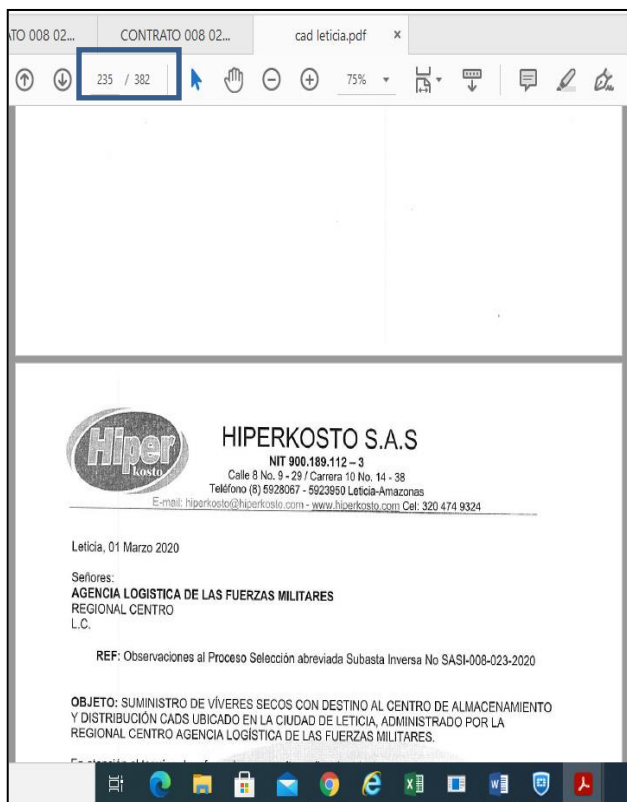 TO 008 02...
CONTRATO 008 02...
cad leticia.pdf
235 / 382
75%
Hiper
kosto
HIPERKOSTO S.A.S
NIT 900.189.112 – 3
Calle 8 No. 9 - 29 / Carrera 10 No. 14 - 38
Teléfono (8) 5928067 - 5923950 Leticia-Amazonas
E-mail: hiperkosto@hiperkosto.com - www.hiperkosto.com Cel: 320 474 9324
Leticia, 01 Marzo 2020
Señores:
AGENCIA LOGISTICA DE LAS FUERZAS MILITARES
REGIONAL CENTRO
L.C.
REF: Observaciones al Proceso Selección abreviada Subasta Inversa No SASI-008-023-2020
OBJETO: SUMINISTRO DE VÍVERES SECOS CON DESTINO AL CENTRO DE ALMACENAMIENTO
Y DISTRIBUCIÓN CADS UBICADO EN LA CIUDAD DE LETICIA, ADMINISTRADO POR LA
REGIONAL CENTRO AGENCIA LOGÍSTICA DE LAS FUERZAS MILITARES.